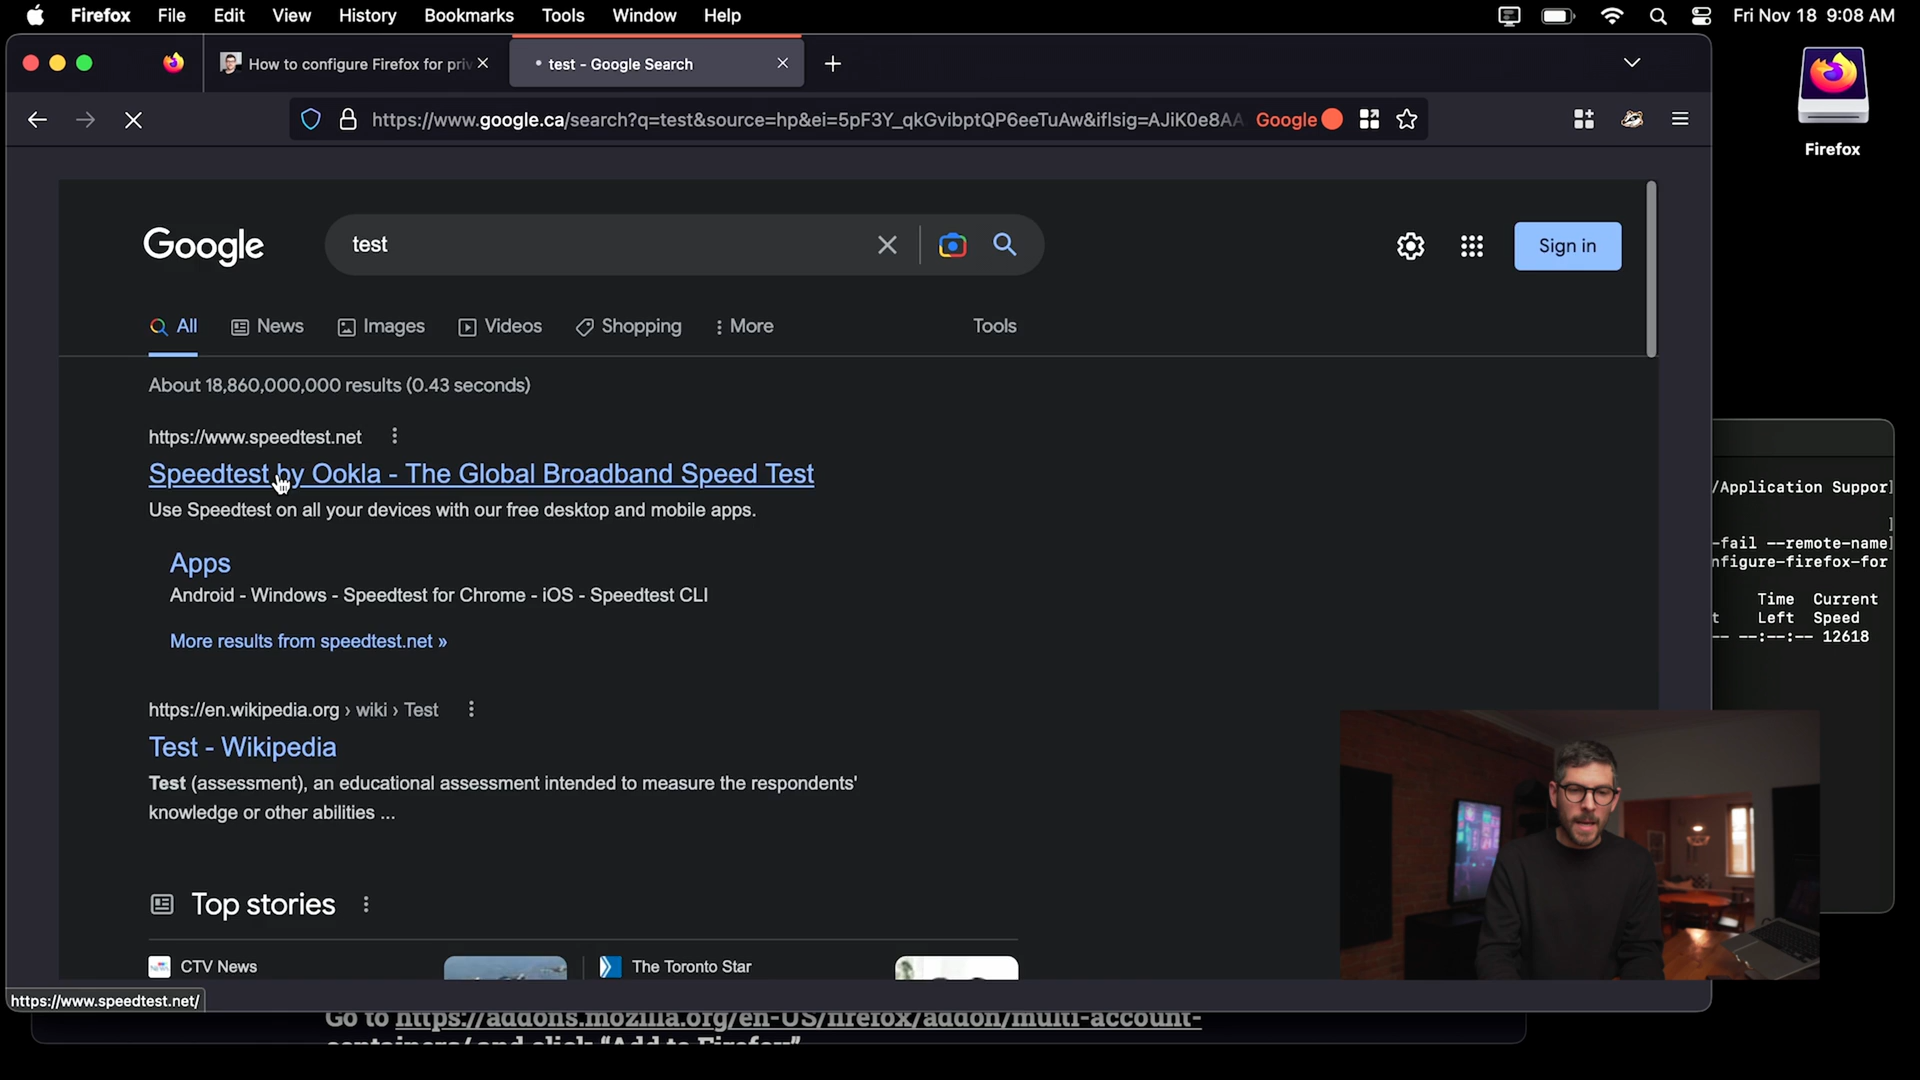 Firefox File Edit View History Bookmarks Tools Window Help
Fri Nov 18 9:08 AM
How to configure Firefox for priv
test - Google Search
https://www.google.ca/search?q=test&source=hp&ei=5pF3Y_qkGvibptQP6eeTuAw&iflsig=AJiK0e8AA
Google
Firefox
Google
test
Sign in
All News Images Videos Shopping More Tools
About 18,860,000,000 results (0.43 seconds)
https://www.speedtest.net
Speedtest by Ookla - The Global Broadband Speed Test
Use Speedtest on all your devices with our free desktop and mobile apps.
Apps
Android - Windows - Speedtest for Chrome - iOS - Speedtest CLI
More results from speedtest.net »
https://en.wikipedia.org › wiki › Test
Test - Wikipedia
Test (assessment), an educational assessment intended to measure the respondents'
knowledge or other abilities ...
Top stories
CTV News
The Toronto Star
https://www.speedtest.net/
/Application Suppor]
]
-fail --remote-name]
nfigure-firefox-for
Time Current
t Left Speed
-- --:--:-- 12618
Go to https://addons.mozilla.org/en-US/firefox/addon/multi-account-
containers/ and click “Add to Firefox”